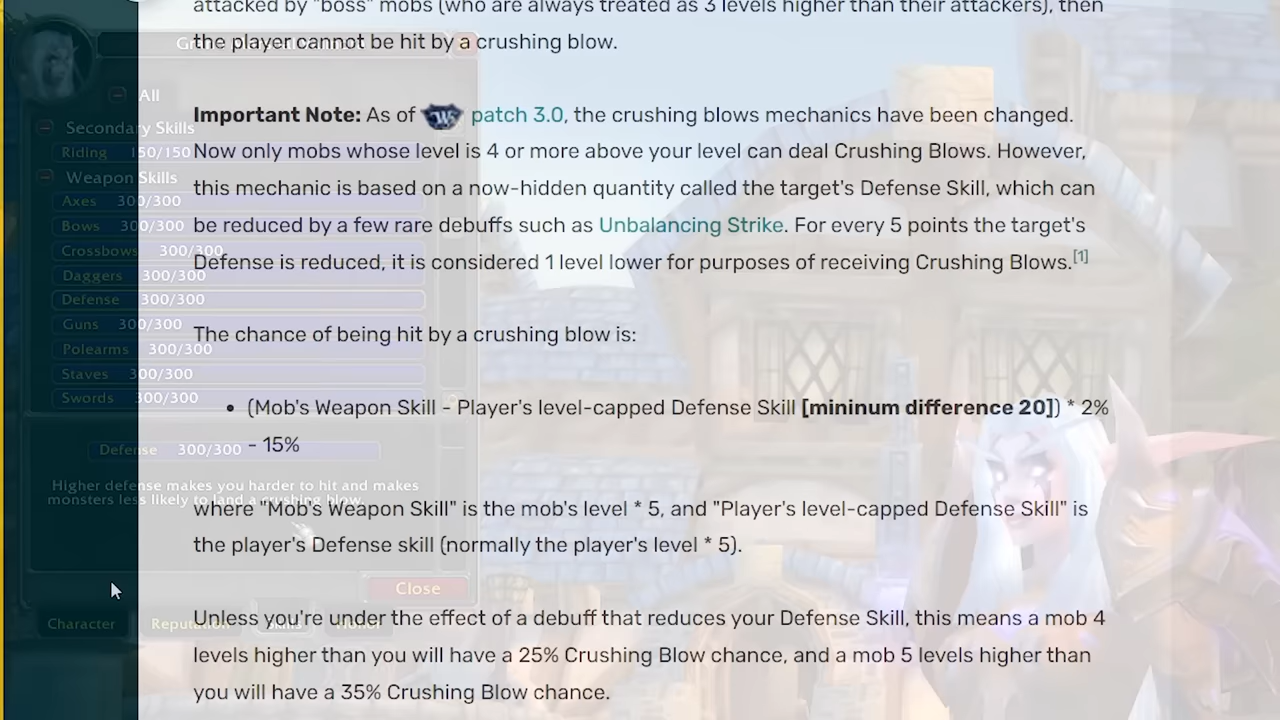 attacked by "boss" mobs (who are always treated as 3 levels higher than their attackers), then
the player cannot be hit by a crushing blow.
All
Important Note: As of patch 3.0, the crushing blows mechanics have been changed.
Secondary Skills
Riding 150/150
Now only mobs whose level is 4 or more above your level can deal Crushing Blows. However,
Weapon Skills
this mechanic is based on a now-hidden quantity called the target's Defense Skill, which can
Axes 300/300
be reduced by a few rare debuffs such as Unbalancing Strike. For every 5 points the target's
Bows 300/300
Crossbows 300/300
Defense is reduced, it is considered 1 level lower for purposes of receiving Crushing Blows.[1]
Daggers 300/300
Defense 300/300
Guns 300/300
The chance of being hit by a crushing blow is:
Polearms 300/300
Staves 300/300
Swords 300/300
• (Mob's Weapon Skill - Player's level-capped Defense Skill [mininum difference 20]) * 2%
- 15%
Defense 300/300
Higher defense makes you harder to hit and makes
monsters less likely to land a crushing blow.
where "Mob's Weapon Skill" is the mob's level * 5, and "Player's level-capped Defense Skill" is
the player's Defense skill (normally the player's level * 5).
Close
Character Reputation Skills Honor
Unless you're under the effect of a debuff that reduces your Defense Skill, this means a mob 4
levels higher than you will have a 25% Crushing Blow chance, and a mob 5 levels higher than
you will have a 35% Crushing Blow chance.